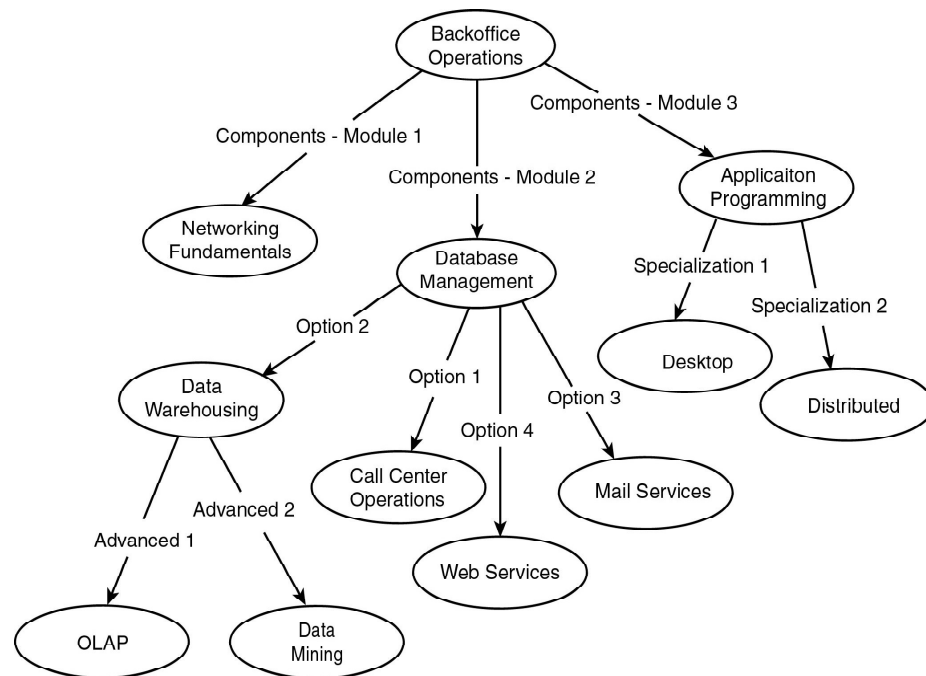 Backoffice
Operations
Components - Module 3
Components - Module 1
Components - Module 2
Applicaiton
Programming
Networking
Fundamentals
Database
Management
Specialization 1
Specialization 2
Option 2
Desktop
Data
Warehousing
Option 1
Option 3
Distributed
Option 4
Call Center
Operations
Mail Services
Advanced 2
Advanced 1
Web Services
OLAP
Data
Mining